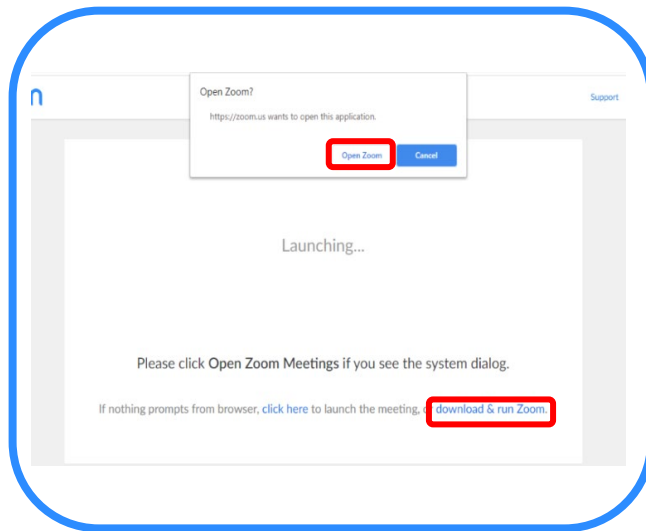 Open Zoom?
https://zoom.us wants to open this application.
Open Zoom Cancel
Support
Launching...
Please click Open Zoom Meetings if you see the system dialog.
If nothing prompts from browser, click here to launch the meeting, download & run Zoom.